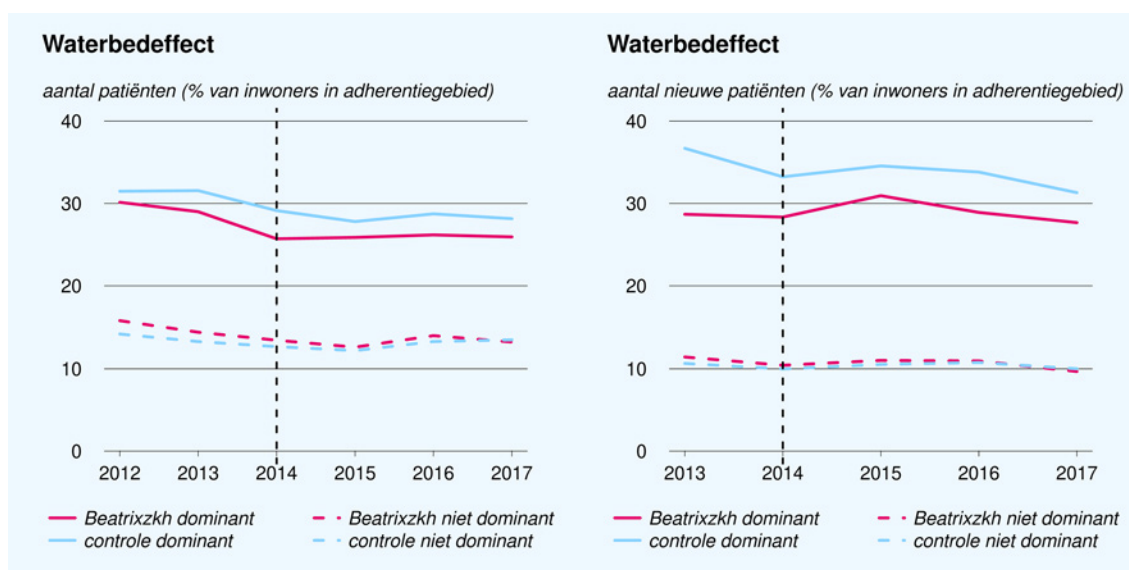 Waterbedeffect
aantal patiënten (% van inwoners in adherentiegebied)
40
30
20
10
0
2012 2013 2014 2015 2016 2017
Beatrixzkh dominant Beatrixzkh niet dominant
controle dominant controle niet dominant
Waterbedeffect
aantal nieuwe patiënten (% van inwoners in adherentiegebied)
40
30
20
10
0
2013 2014 2015 2016 2017
Beatrixzkh dominant Beatrixzkh niet dominant
controle dominant controle niet dominant